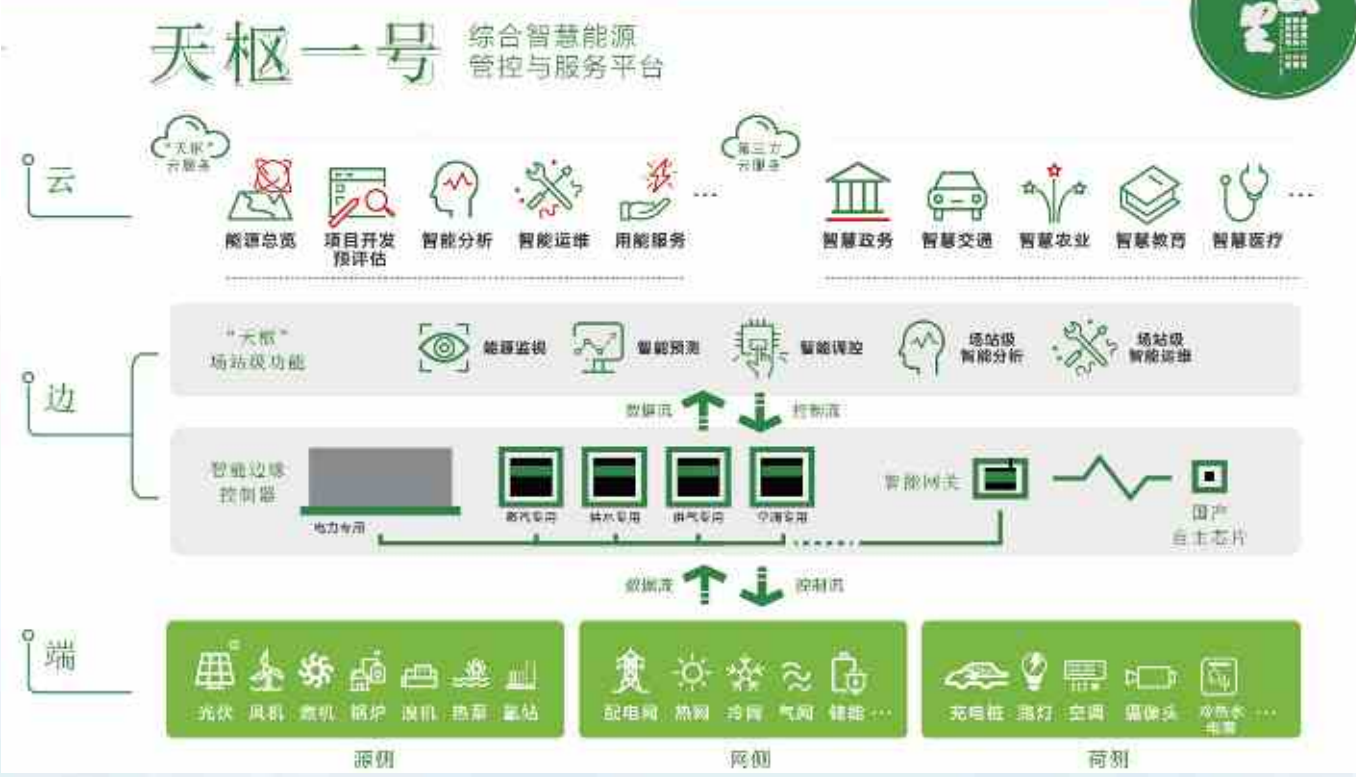 天枢一号
综合智慧能源
管控与服务平台
云
"天枢"
云服务
能源总览
项目开发
预评估
智能分析
智能运维
用能服务
...
第三方
云服务
智慧政务
智慧交通
智慧农业
智慧教育
智慧医疗
...
边
"天枢"
场站级功能
能源监视
智能预测
智能调控
场站级
智能分析
场站级
智能运维
数据流
控制流
智能边缘
控制器
电力专用
蒸汽专用
给水专用
供气专用
空调专用
智能网关
国产
自主芯片
数据流
控制流
端
光伏
风机
燃机
锅炉
溴机
热泵
氢站
源侧
配电网
热网
冷网
气网
储能
...
网侧
充电桩
路灯
空调
摄像头
冷热水
电表
...
荷侧